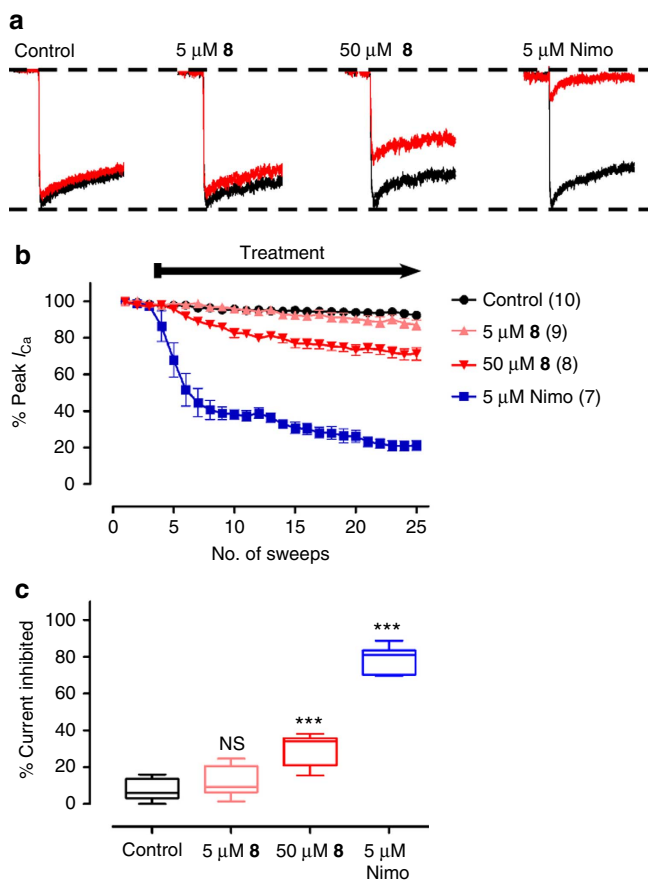 a
Control 5 μM 8 50 μM 8 5 μM Nimo
b
Treatment
100
80
60
40
20
0
% Peak ICa
0 5 10 15 20 25
No. of sweeps
Control (10)
5 μM 8 (9)
50 μM 8 (8)
5 μM Nimo (7)
c
100
80
60
40
20
0
% Current inhibited
NS
***
***
Control 5 μM 8 50 μM 8 5 μM
Nimo